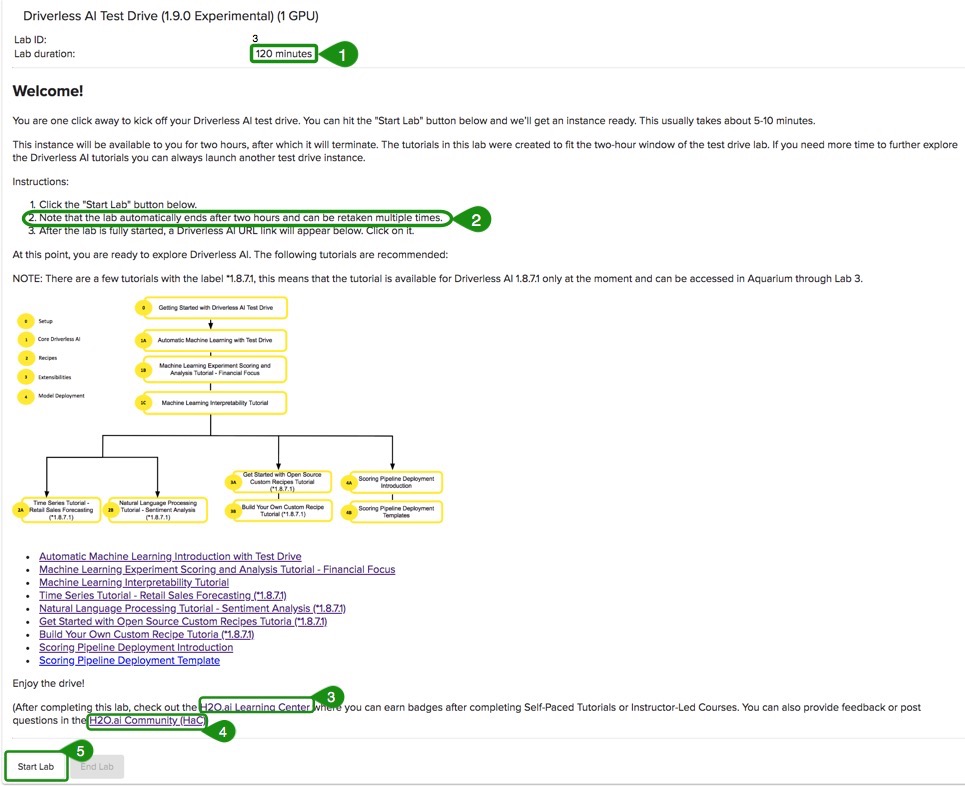 Driverless AI Test Drive (1.9.0 Experimental) (1 GPU)
Lab ID: 3
Lab duration: 120 minutes
1
Welcome!
You are one click away to kick off your Driverless AI test drive. You can hit the "Start Lab" button below and we'll get an instance ready. This usually takes about 5-10 minutes.
This instance will be available to you for two hours, after which it will terminate. The tutorials in this lab were created to fit the two-hour window of the test drive lab. If you need more time to further explore
the Driverless AI tutorials you can always launch another test drive instance.
Instructions:
1. Click the "Start Lab" button below.
2. Note that the lab automatically ends after two hours and can be retaken multiple times.
2
3. After the lab is fully started, a Driverless AI URL link will appear below. Click on it.
At this point, you are ready to explore Driverless AI. The following tutorials are recommended:
NOTE: There are a few tutorials with the label *1.8.7.1, this means that the tutorial is available for Driverless AI 1.8.7.1 only at the moment and can be accessed in Aquarium through Lab 3.
0 Setup
1 Core Driverless AI
2 Recipes
3 Extensibilities
4 Model Deployment
0 Getting Started with Driverless AI Test Drive
1A Automatic Machine Learning with Test Drive
1B Machine Learning Experiment Scoring and
Analysis Tutorial - Financial Focus
1C Machine Learning Interpretability Tutorial
2A Time Series Tutorial -
Retail Sales Forecasting
(*1.8.7.1)
2B Natural Language Processing
Tutorial - Sentiment Analysis
(*1.8.7.1)
3A Get Started with Open Source
Custom Recipes Tutorial
(*1.8.7.1)
3B Build Your Own Custom Recipe
Tutorial (*1.8.7.1)
4A Scoring Pipeline Deployment
Introduction
4B Scoring Pipeline Deployment
Templates
• Automatic Machine Learning Introduction with Test Drive
• Machine Learning Experiment Scoring and Analysis Tutorial - Financial Focus
• Machine Learning Interpretability Tutorial
• Time Series Tutorial - Retail Sales Forecasting (*1.8.7.1)
• Natural Language Processing Tutorial - Sentiment Analysis (*1.8.7.1)
• Get Started with Open Source Custom Recipes Tutoria (*1.8.7.1)
• Build Your Own Custom Recipe Tutoria (*1.8.7.1)
• Scoring Pipeline Deployment Introduction
• Scoring Pipeline Deployment Template
Enjoy the drive!
3
(After completing this lab, check out the H2O.ai Learning Center where you can earn badges after completing Self-Paced Tutorials or Instructor-Led Courses. You can also provide feedback or post
questions in the H2O.ai Community (HaC)
4
5
Start Lab
End Lab